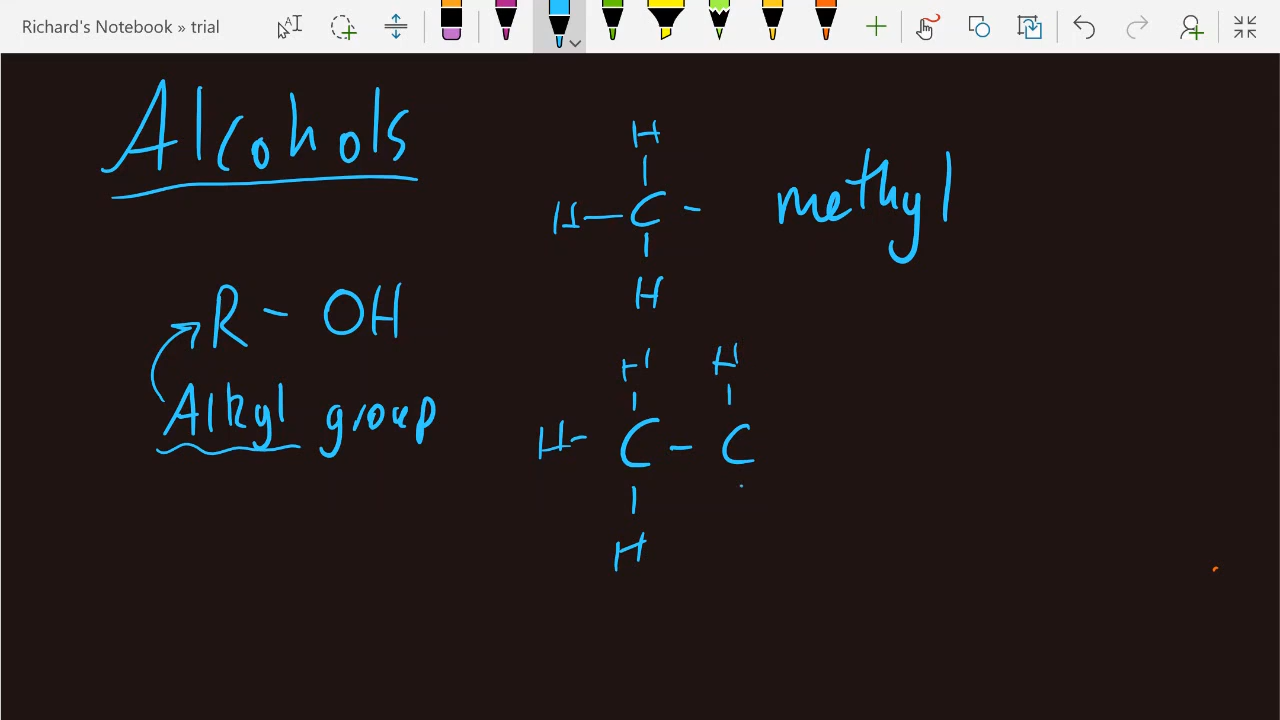 Richard's Notebook » trial
Alcohols
R - OH
Alkyl group
H
H - C -
H
methyl
H H
H - C - C
H